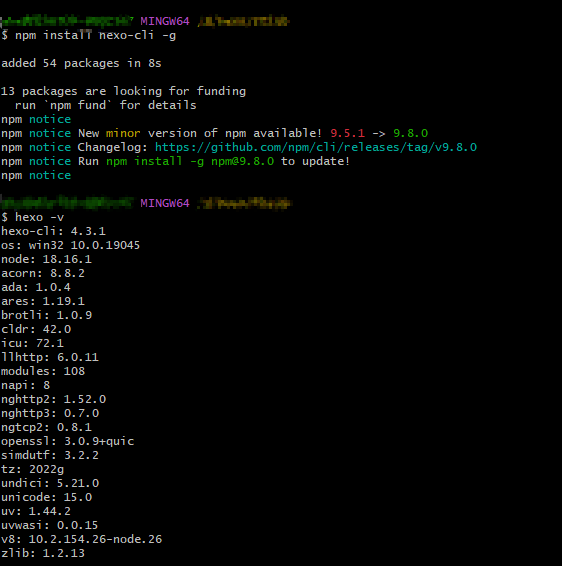 MINGW64
$ npm install hexo-cli -g
added 54 packages in 8s
13 packages are looking for funding
run `npm fund` for details
npm notice
npm notice New minor version of npm available! 9.5.1 -> 9.8.0
npm notice Changelog: https://github.com/npm/cli/releases/tag/v9.8.0
npm notice Run npm install -g npm@9.8.0 to update!
npm notice
MINGW64
$ hexo -v
hexo-cli: 4.3.1
os: win32 10.0.19045
node: 18.16.1
acorn: 8.8.2
ada: 1.0.4
ares: 1.19.1
brotli: 1.0.9
cldr: 42.0
icu: 72.1
llhttp: 6.0.11
modules: 108
napi: 8
nghttp2: 1.52.0
nghttp3: 0.7.0
ngtcp2: 0.8.1
openssl: 3.0.9+quic
simdutf: 3.2.2
tz: 2022g
undici: 5.21.0
unicode: 15.0
uv: 1.44.2
uvwasi: 0.0.15
v8: 10.2.154.26-node.26
zlib: 1.2.13